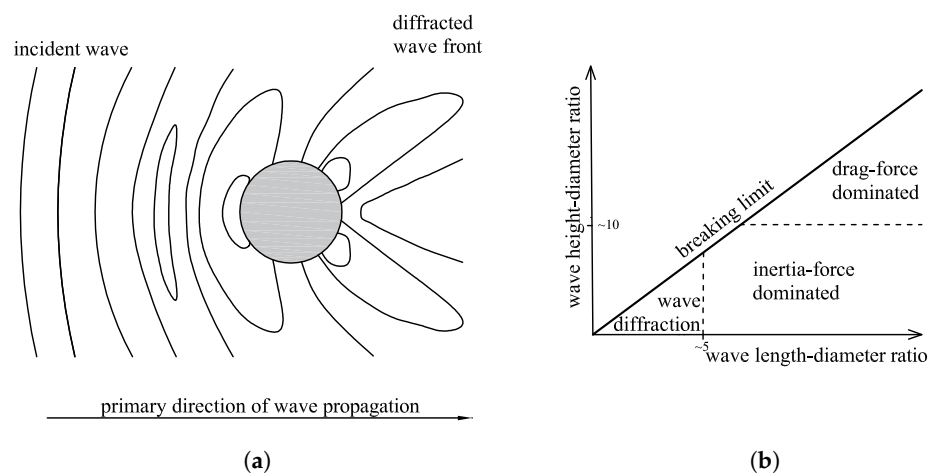 incident wave
diffracted
wave front
primary direction of wave propagation
(a)
wave height-diameter ratio
~10
breaking limit
drag-force
dominated
inertia-force
dominated
wave
diffraction
~5
wave length-diameter ratio
(b)